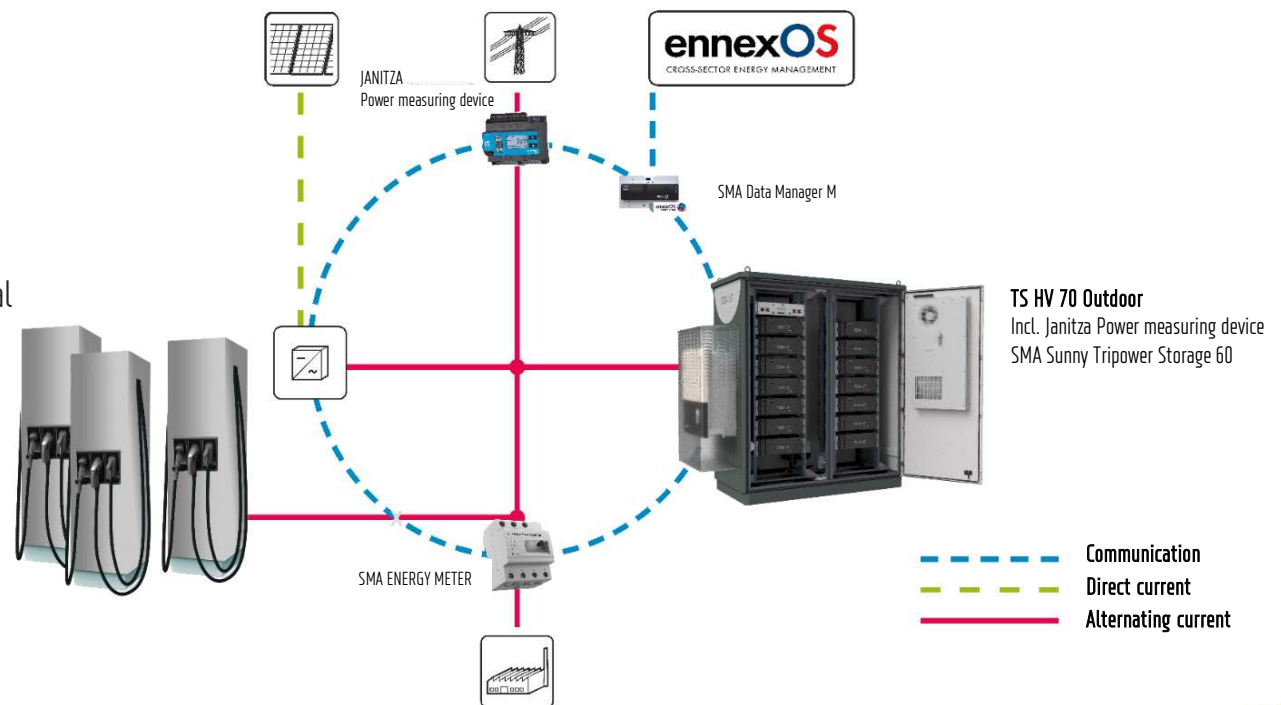 ennexOS
CROSS-SECTOR ENERGY MANAGEMENT
JANITZA
Power measuring device
SMA Data Manager M
al
TS HV 70 Outdoor
Incl. Janitza Power measuring device
SMA Sunny Tripower Storage 60
SMA ENERGY METER
Communication
Direct current
Alternating current